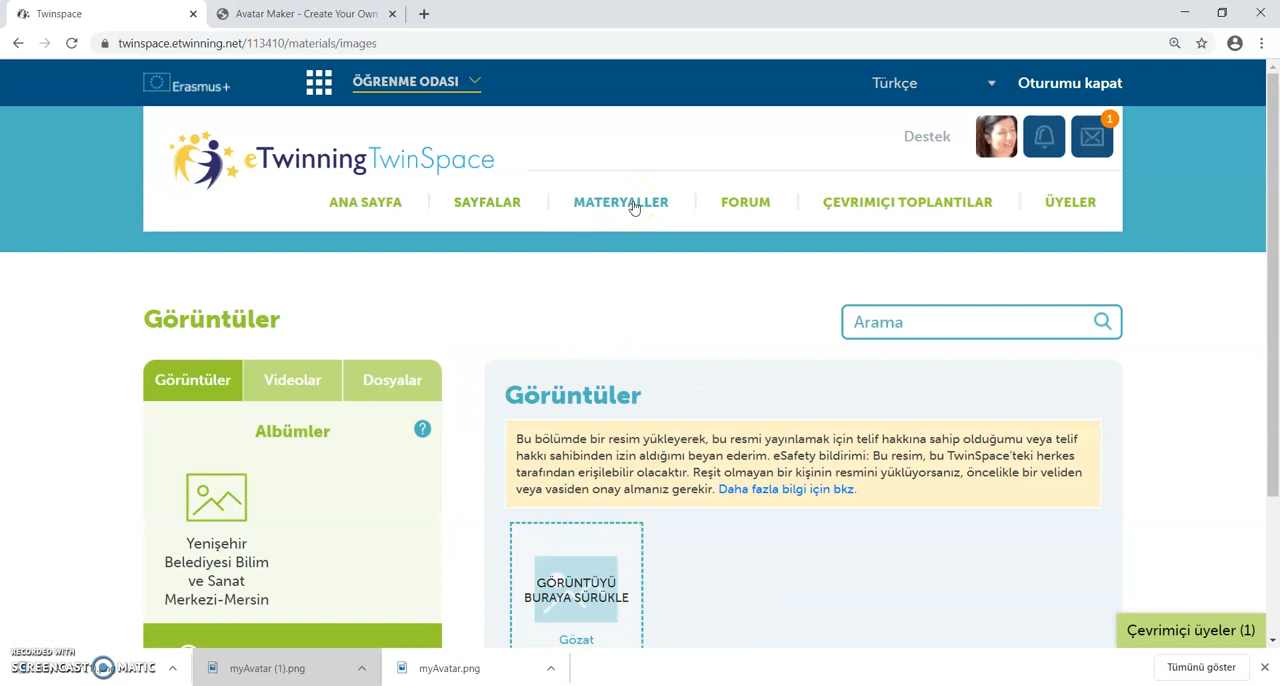 Twinspace
Avatar Maker - Create Your Own
twinspace.etwinning.net/113410/materials/images
Erasmus+
ÖĞRENME ODASI
Türkçe
Oturumu kapat
eTwinningTwinSpace
Destek
1
ANA SAYFA
SAYFALAR
MATERYALLER
FORUM
ÇEVRIMIÇI TOPLANTILAR
ÜYELER
Görüntüler
Arama
Görüntüler
Videolar
Dosyalar
Albümler
?
Yenişehir
Belediyesi Bilim
ve Sanat
Merkezi-Mersin
Görüntüler
Bu bölümde bir resim yükleyerek, bu resmi yayınlamak için telif hakkına sahip olduğumu veya telif
hakkı sahibinden izin aldığımı beyan ederim. eSafety bildirimi: Bu resim, bu TwinSpace'teki herkes
tarafından erişilebilir olacaktır. Reşit olmayan bir kişinin resmini yüklüyorsanız, öncelikle bir veliden
veya vasiden onay almanız gerekir. Daha fazla bilgi için bkz.
GÖRÜNTÜYÜ
BURAYA SÜRÜKLE
Gözat
Çevrimiçi üyeler (1)
RECORDED WITH
SCREENCAST MATIC
myAvatar (1).png
myAvatar.png
Tümünü göster